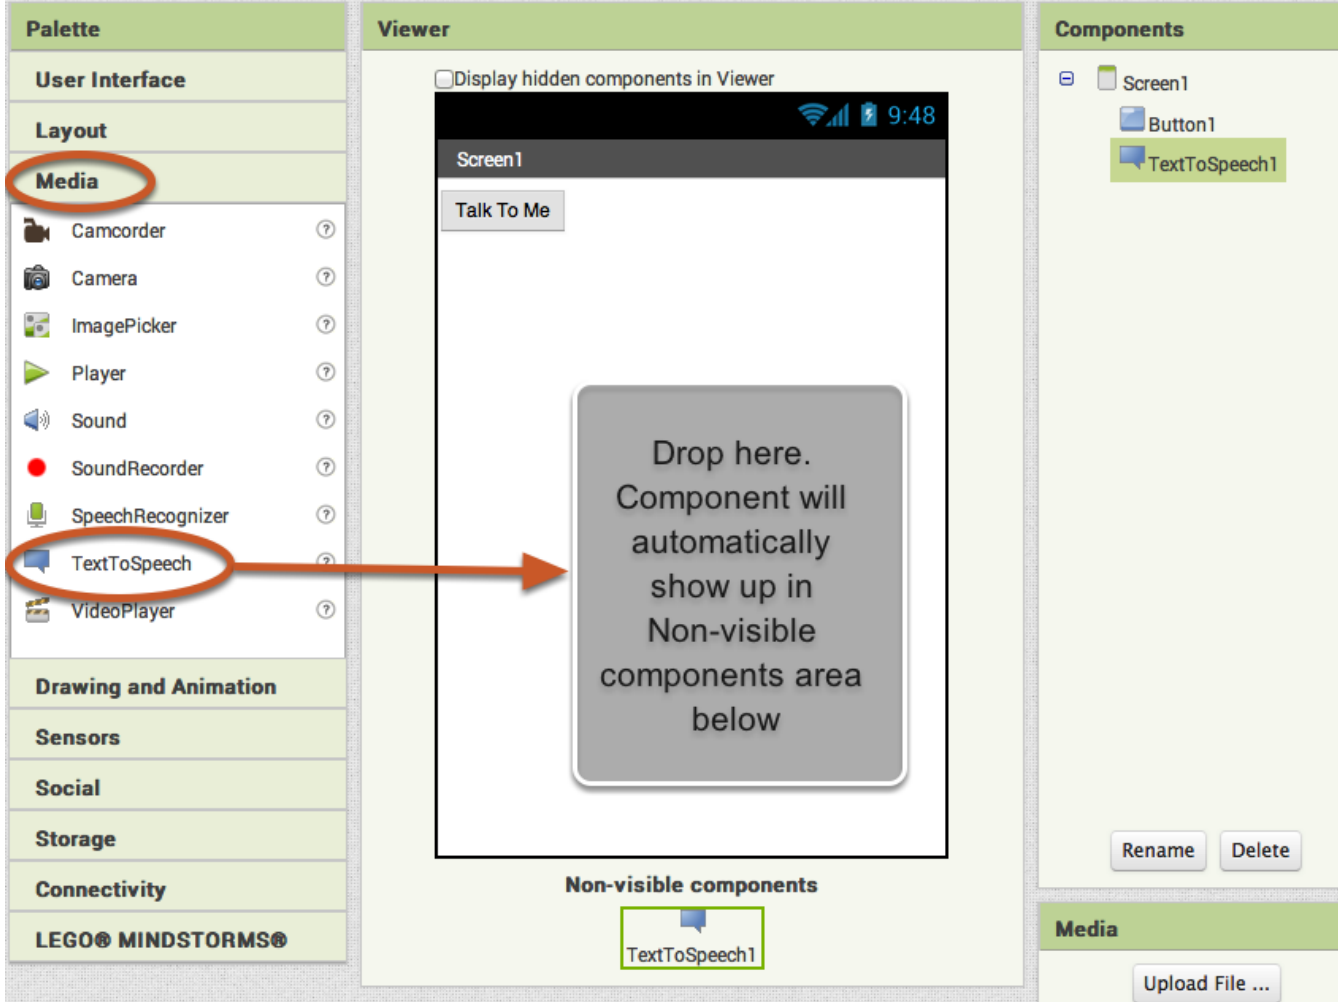 Palette
User Interface
Layout
Media
Camcorder
?
Camera
?
ImagePicker
?
Player
?
Sound
?
SoundRecorder
?
SpeechRecognizer
?
TextToSpeech
?
VideoPlayer
?
Drawing and Animation
Sensors
Social
Storage
Connectivity
LEGO® MINDSTORMS®
Viewer
Display hidden components in Viewer
9:48
Screen1
Talk To Me
Drop here.
Component will
automatically
show up in
Non-visible
components area
below
Non-visible components
TextToSpeech1
Components
Screen1
Button1
TextToSpeech1
Rename Delete
Media
Upload File ...